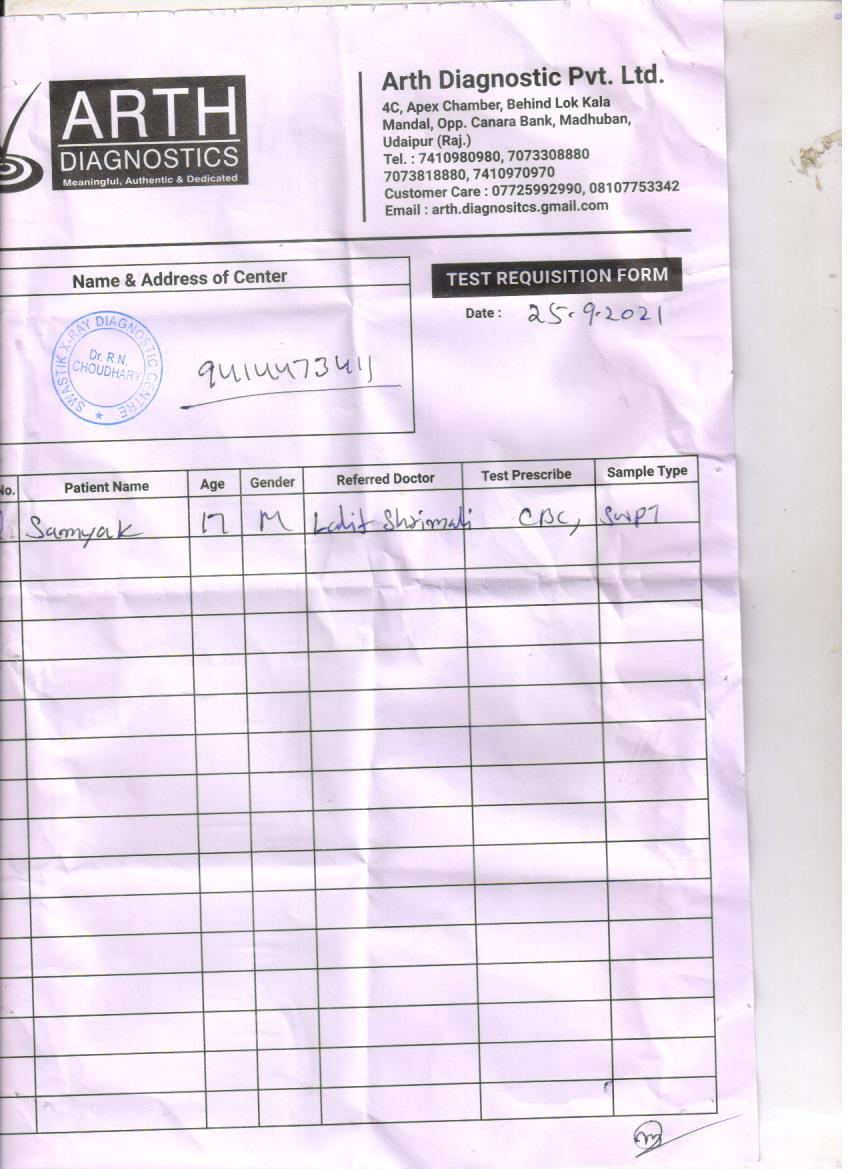 ARTH
DIAGNOSTICS
Meaningful, Authentic & Dedicated
Arth Diagnostic Pvt. Ltd.
4C, Apex Chamber, Behind Lok Kala
Mandal, Opp. Canara Bank, Madhuban,
Udaipur (Raj.)
Tel. : 7410980980, 7073308880
7073818880, 7410970970
Customer Care : 07725992990, 08107753342
Email : arth.diagnositcs.gmail.com
Name & Address of Center
TEST REQUISITION FORM
Date : 25.9.2021
SWASTIK X-RAY DIAGNOSTIC CENTRE
Dr. R.N.
CHOUDHARY
9414473411
No. Patient Name Age Gender Referred Doctor Test Prescribe Sample Type
Samyak 17 M Lalit Shrimali CBC,